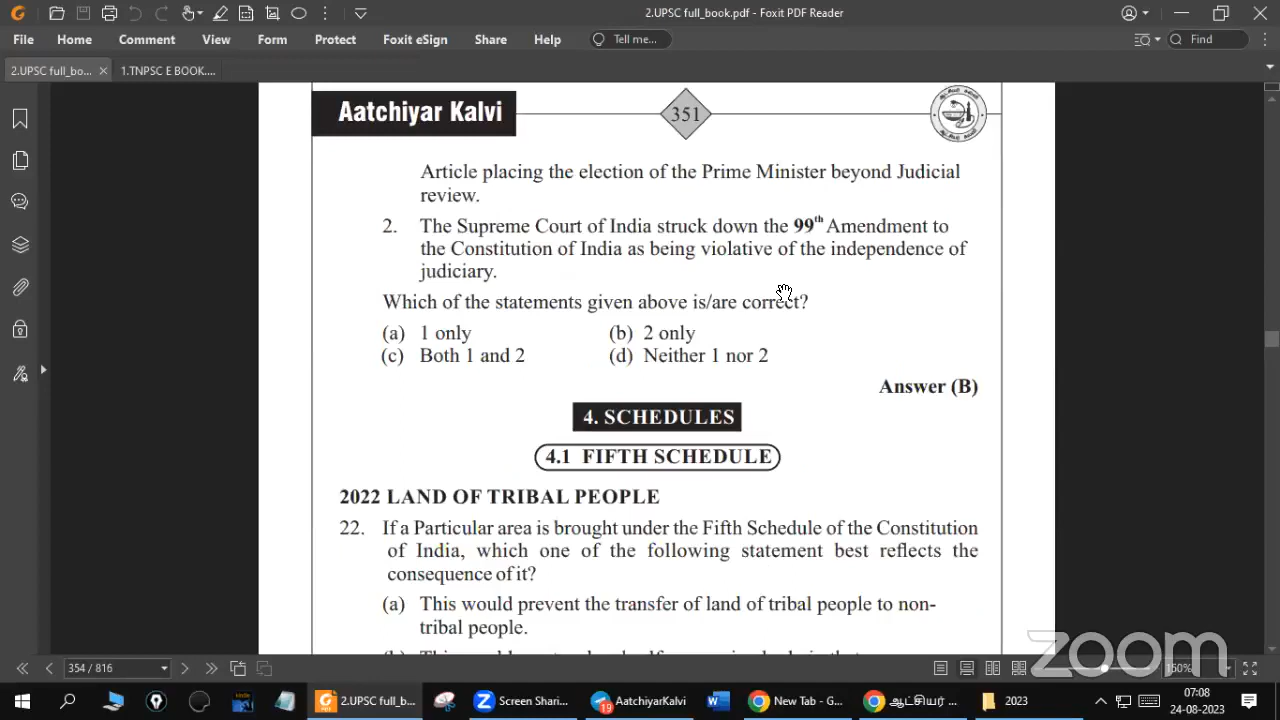 2.UPSC full_book.pdf - Foxit PDF Reader
File Home Comment View Form Protect Foxit eSign Share Help Tell me... Find
2.UPSC full_bo... 1.TNPSC E BOOK....
Aatchiyar Kalvi 351
Article placing the election of the Prime Minister beyond Judicial
review.
2. The Supreme Court of India struck down the 99th Amendment to
the Constitution of India as being violative of the independence of
judiciary.
Which of the statements given above is/are correct?
(a) 1 only (b) 2 only
(c) Both 1 and 2 (d) Neither 1 nor 2
Answer (B)
4. SCHEDULES
4.1 FIFTH SCHEDULE
2022 LAND OF TRIBAL PEOPLE
22. If a Particular area is brought under the Fifth Schedule of the Constitution
of India, which one of the following statement best reflects the
consequence of it?
(a) This would prevent the transfer of land of tribal people to non-
tribal people.
zoom
354 / 816 150%
2.UPSC full_b... Screen Shari... 19 AatchiyarKalvi New Tab - G... ஆட்சியர் ... 2023 07:08
24-08-2023